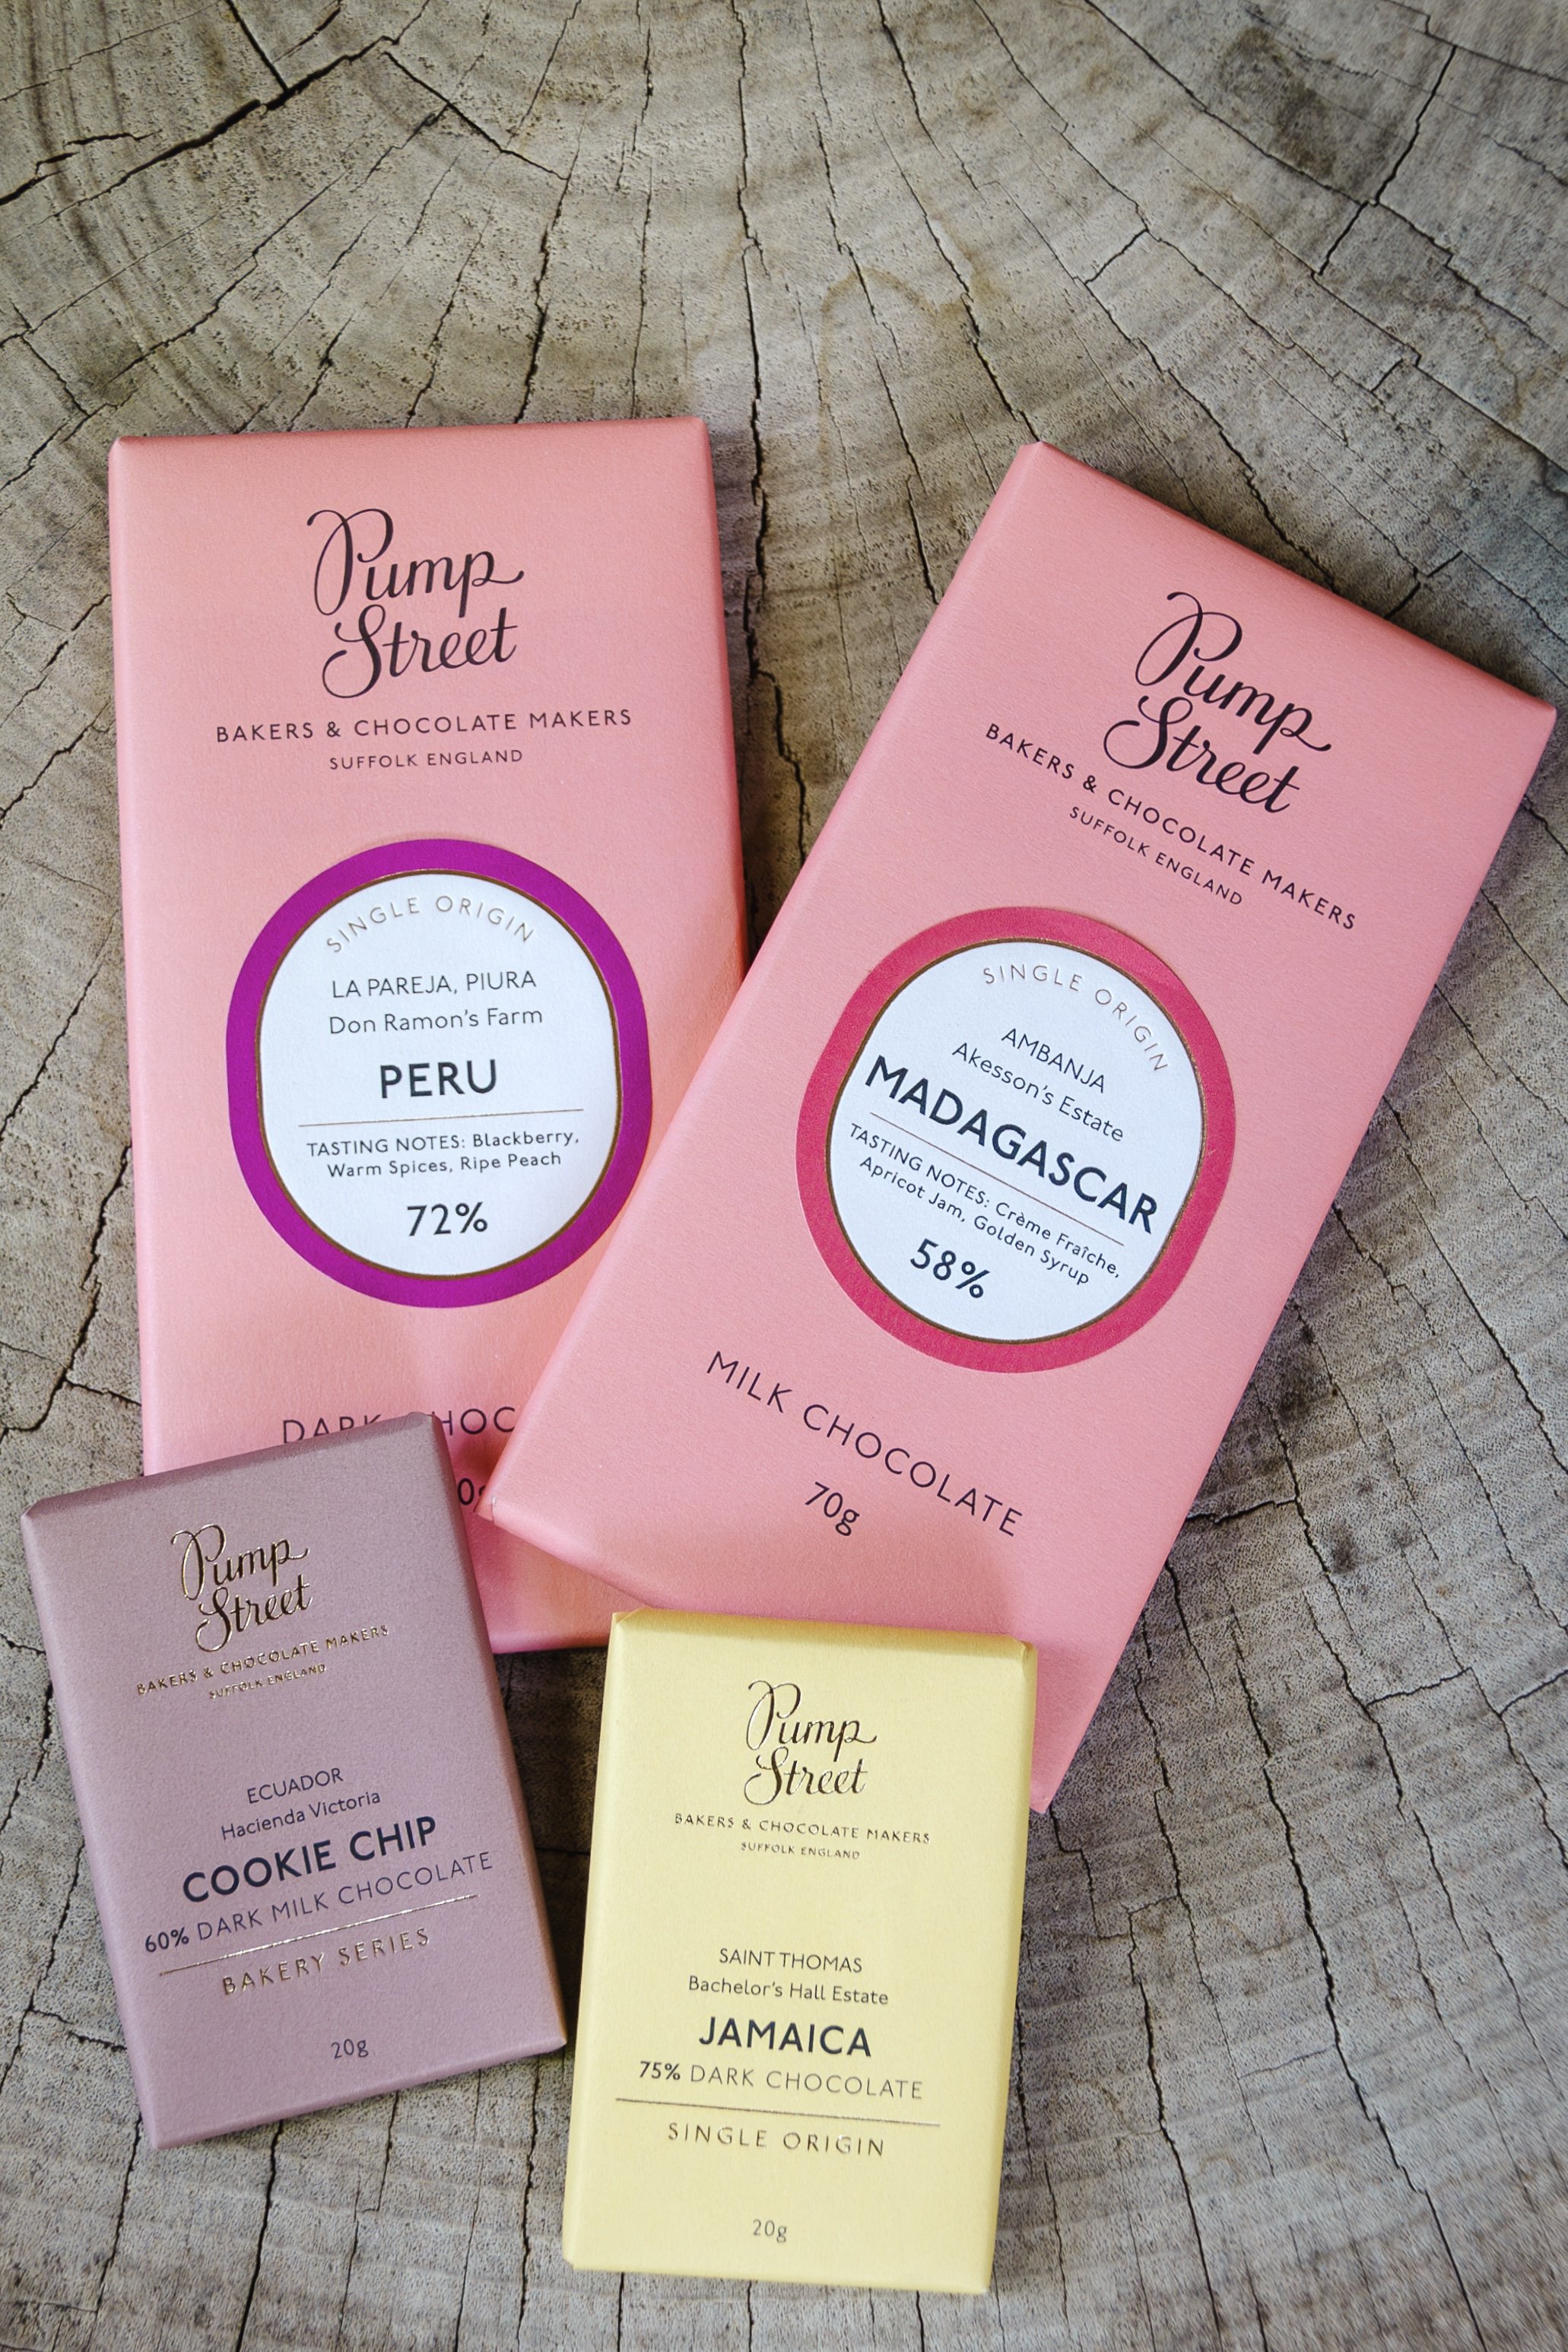 Pump
Street
BAKERS & CHOCOLATE MAKERS
SUFFOLK ENGLAND
SINGLE ORIGIN
LA PAREJA, PIURA
Don Ramon's Farm
PERU
TASTING NOTES: Blackberry,
Warm Spices, Ripe Peach
72%
DARK
Pump
Street
BAKERS & CHOCOLATE MAKERS
SUFFOLK ENGLAND
SINGLE ORIGIN
AMBANJA
Akesson's Estate
MADAGASCAR
TASTING NOTES: Crème Fraîche,
Apricot Jam, Golden Syrup
58%
MILK CHOCOLATE
70g
Pump
Street
BAKERS & CHOCOLATE MAKERS
SUFFOLK ENGLAND
ECUADOR
Hacienda Victoria
COOKIE CHIP
60% DARK MILK CHOCOLATE
BAKERY SERIES
20g
Pump
Street
BAKERS & CHOCOLATE MAKERS
SUFFOLK ENGLAND
SAINT THOMAS
Bachelor's Hall Estate
JAMAICA
75% DARK CHOCOLATE
SINGLE ORIGIN
20g